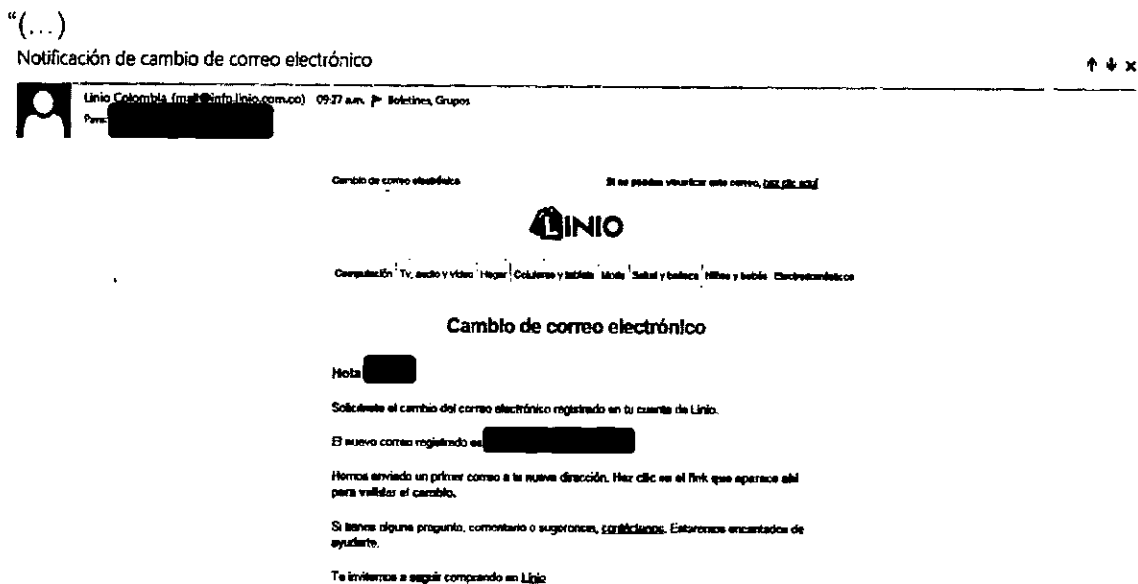 “(...)
Notificación de cambio de correo electrónico
Linio Colombia (mail@info.linio.com.co) 09:27 a.m. Boletines, Grupos
Para:
Cambio de correo electrónico
Si no puedes visualizar este correo, haz clic aquí
LINIO
Computación Tv, audio y video Hogar Celulares y tablets Moda Salud y belleza Niños y bebés Electrodomésticos
Cambio de correo electrónico
Hola
Solicitaste el cambio del correo electrónico registrado en tu cuenta de Linio.
El nuevo correo registrado es
Hemos enviado un primer correo a tu nueva dirección. Haz clic en el link que aparece ahí
para validar el cambio.
Si tienes alguna pregunta, comentario o sugerencias, contáctanos. Estaremos encantados de
ayudarte.
Te invitamos a seguir comprando en Linio